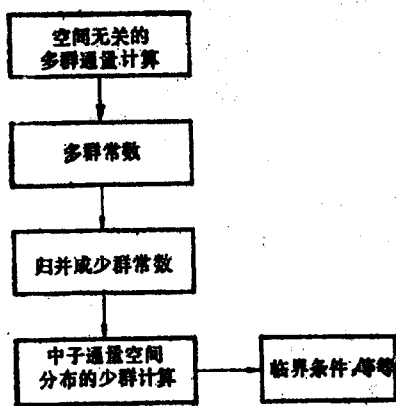 空间无关的
多群通量计算
多群常数
归并成少群常数
中子通量空间
分布的少群计算
临界条件,等等